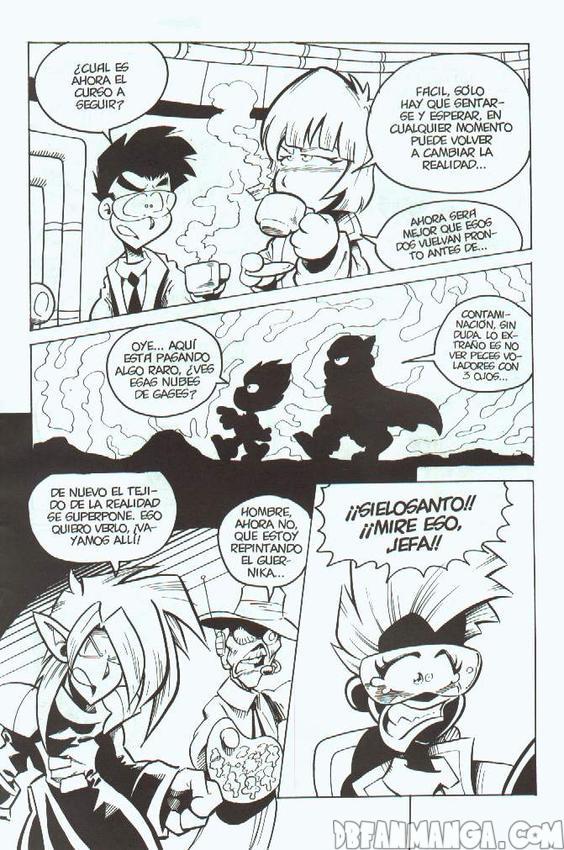 ¿CUAL ES
AHORA EL
CURSO A
SEGUIR?
FACIL, SÓLO
HAY QUE SENTAR-
SE Y ESPERAR, EN
CUALQUIER MOMENTO
PUEDE VOLVER
A CAMBIAR LA
REALIDAD...
AHORA SERÁ
MEJOR QUE ESOS
DOS VUELVAN PRON-
TO ANTES DE...
OYE... AQUÍ
ESTÁ PASANDO
ALGO RARO, ¿VES
ESAS NUBES
DE GASES?
CONTAMI-
NACIÓN, SIN
DUDA. LO EX-
TRAÑO ES NO
VER PECES VO-
LADORES CON
3 OJOS...
DE NUEVO EL TEJI-
DO DE LA REALIDAD
SE SUPERPONE. ESO
QUIERO VERLO, ¡VA-
YAMOS ALLÍ!
HOMBRE,
AHORA NO,
QUE ESTOY
REPINTANDO
EL GUER-
NIKA...
¡¡SIELOSANTO!!
¡¡MIRE ESO,
JEFA!!
DBFANMANGA.COM